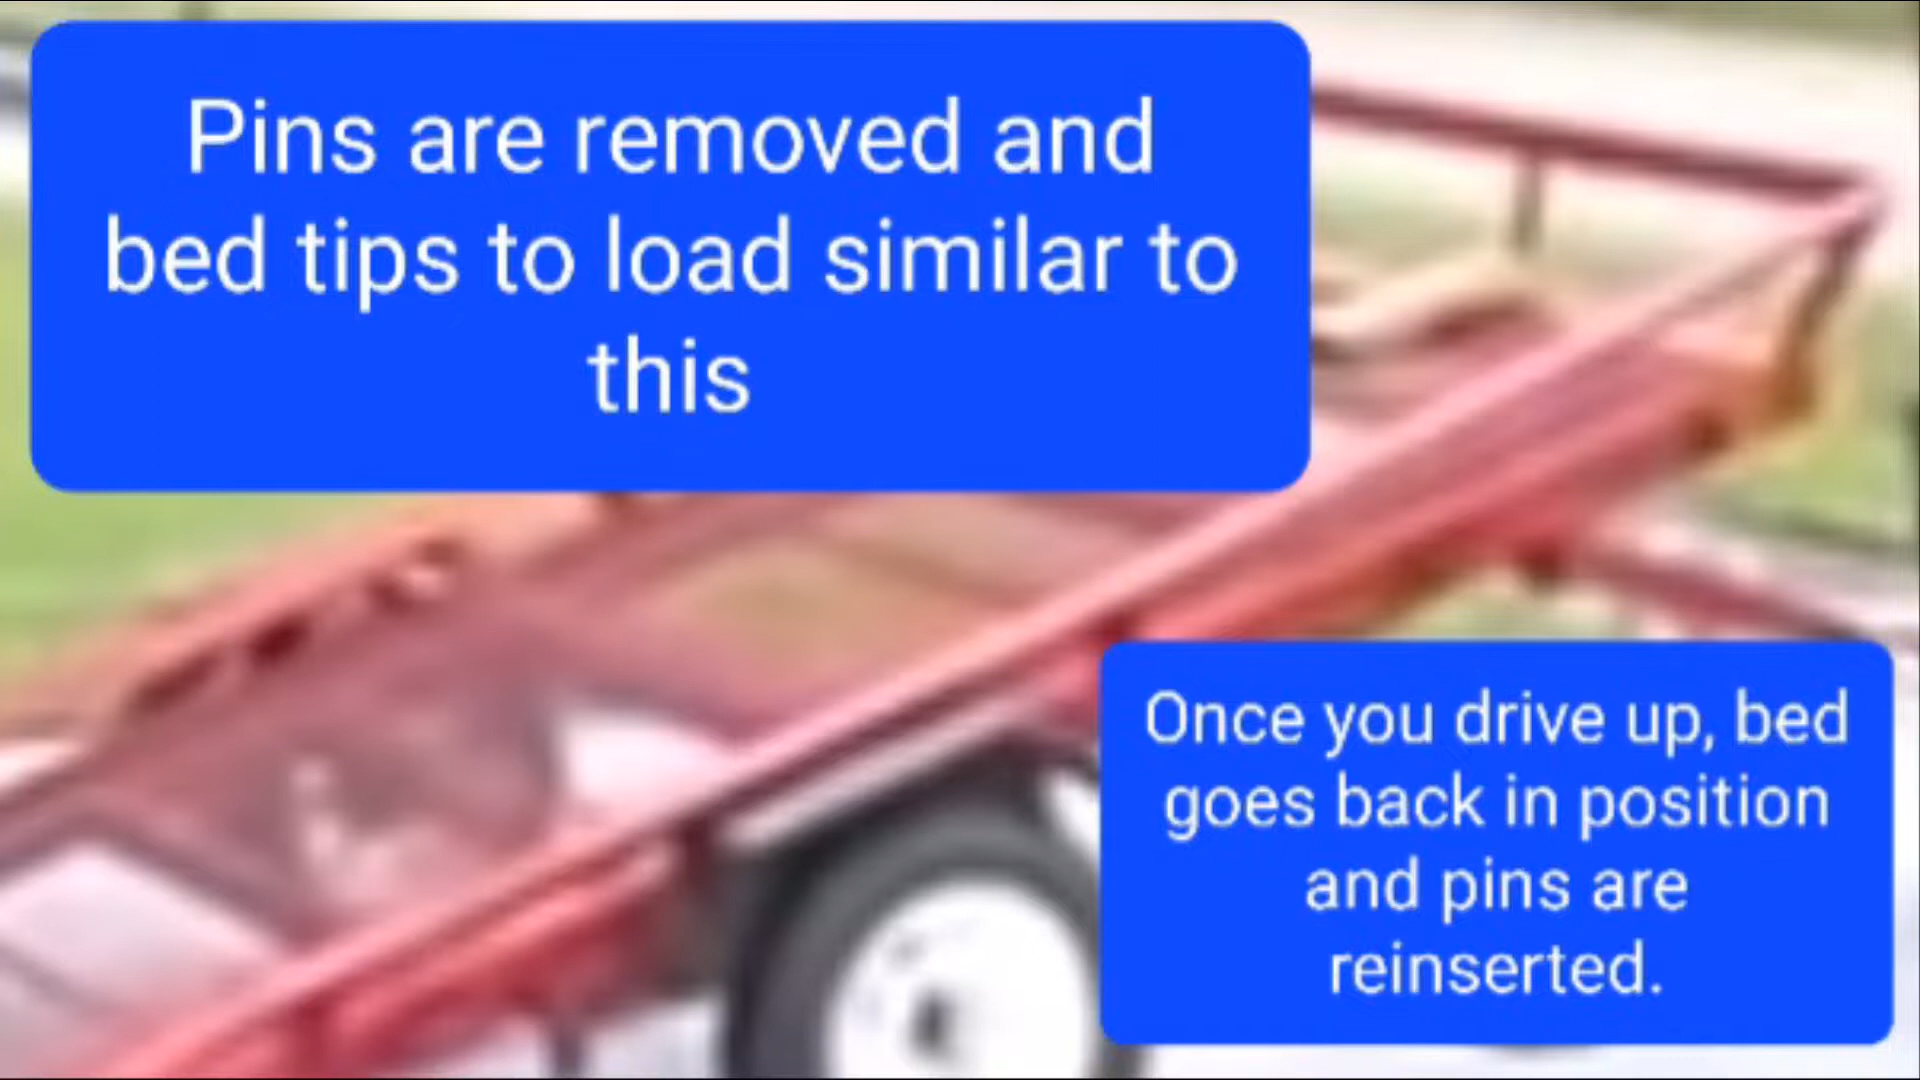 Pins are removed and
bed tips to load similar to
this
Once you drive up, bed
goes back in position
and pins are
reinserted.